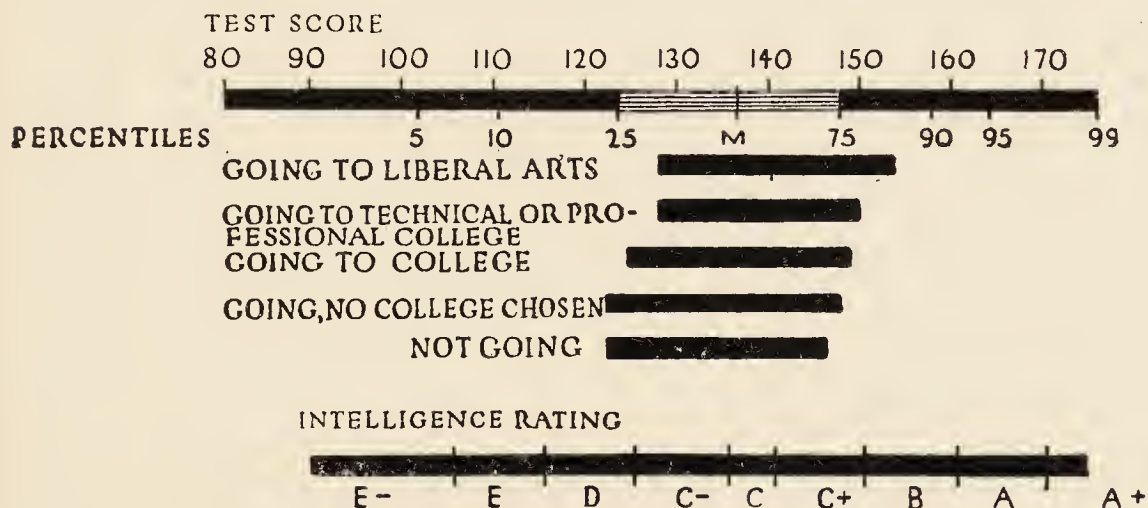 TEST SCORE
80 90 100 110 120 130 140 150 160 170
PERCENTILES 5 10 25 M 75 90 95 99
GOING TO LIBERAL ARTS
GOING TO TECHNICAL OR PRO-
FESSIONAL COLLEGE
GOING TO COLLEGE
GOING, NO COLLEGE CHOSEN
NOT GOING
INTELLIGENCE RATING
E- E D C- C C+ B A A+